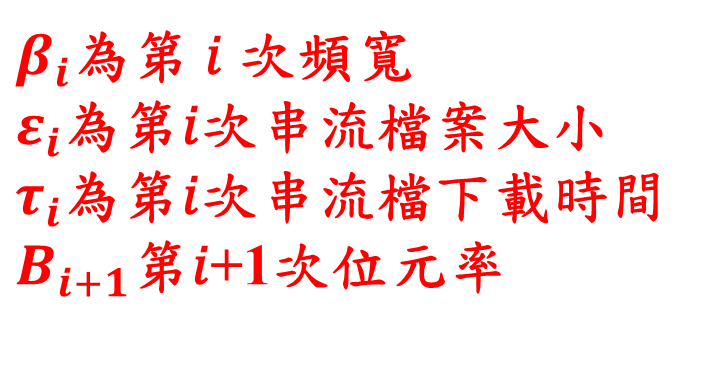 βᵢ為第 i 次頻寬
εᵢ為第i次串流檔案大小
τᵢ為第i次串流檔下載時間
Bᵢ₊₁第i+1次位元率